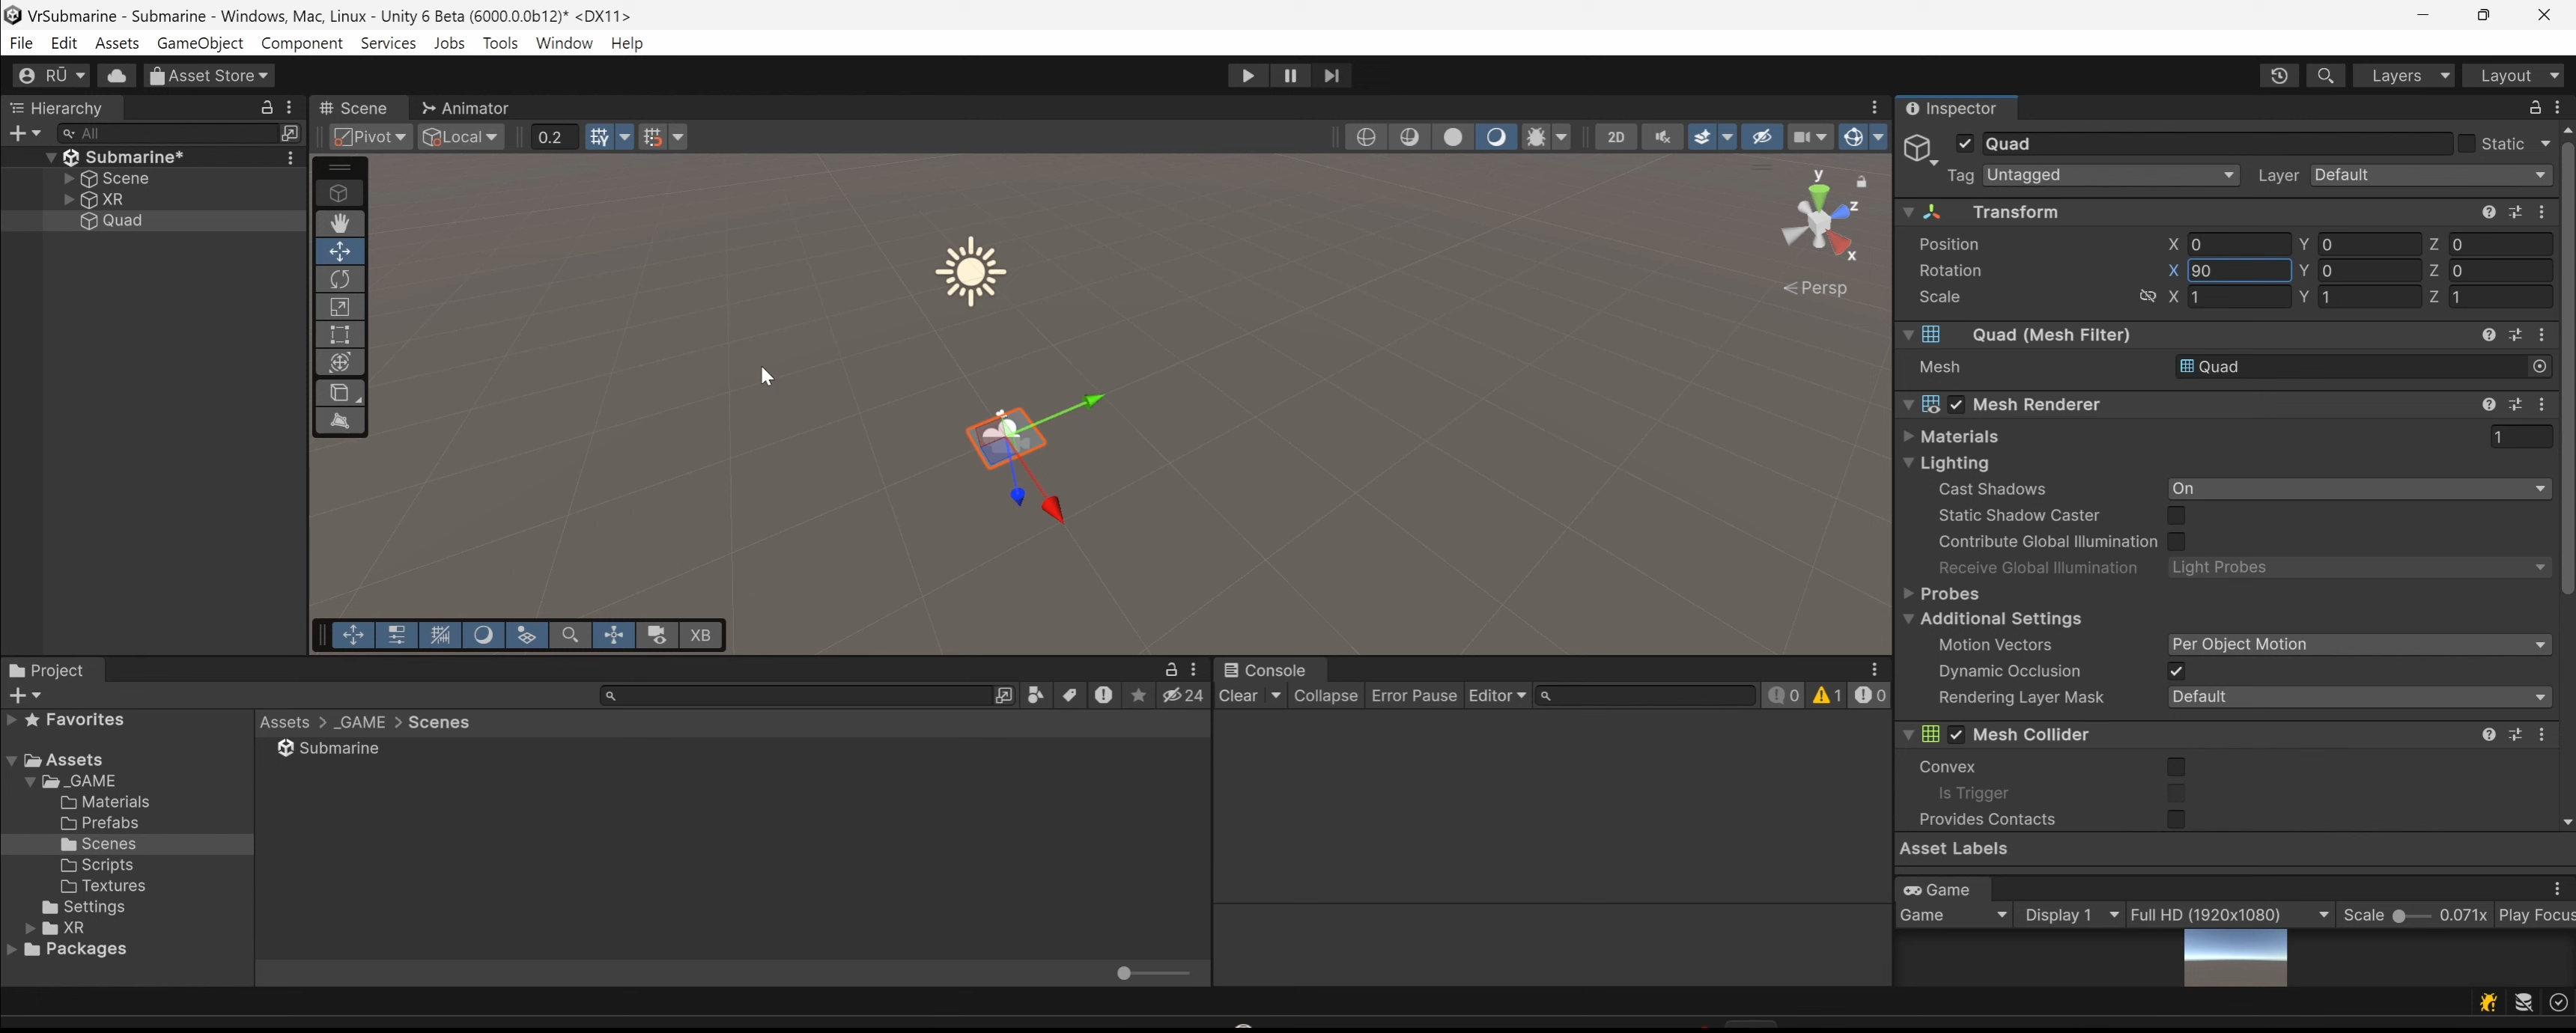 VrSubmarine - Submarine - Windows, Mac, Linux - Unity 6 Beta (6000.0.0b12)* <DX11>
File Edit Assets GameObject Component Services Jobs Tools Window Help
RŪ Asset Store Layers Layout
Hierarchy
All
Submarine*
Scene
XR
Quad
Scene Animator
Pivot Local 0.2 2D
y
z
x
Persp
XB
Inspector
Quad Static
Tag Untagged Layer Default
Transform
Position X 0 Y 0 Z 0
Rotation X 90 Y 0 Z 0
Scale X 1 Y 1 Z 1
Quad (Mesh Filter)
Mesh Quad
Mesh Renderer
Materials 1
Lighting
Cast Shadows On
Static Shadow Caster
Contribute Global Illumination
Receive Global Illumination Light Probes
Probes
Additional Settings
Motion Vectors Per Object Motion
Dynamic Occlusion
Rendering Layer Mask Default
Mesh Collider
Convex
Is Trigger
Provides Contacts
Asset Labels
Game
Game Display 1 Full HD (1920x1080) Scale 0.071x Play Focus
Project
24
Favorites
Assets
_GAME
Materials
Prefabs
Scenes
Scripts
Textures
Settings
XR
Packages
Assets > _GAME > Scenes
Submarine
Console
Clear Collapse Error Pause Editor 0 1 0